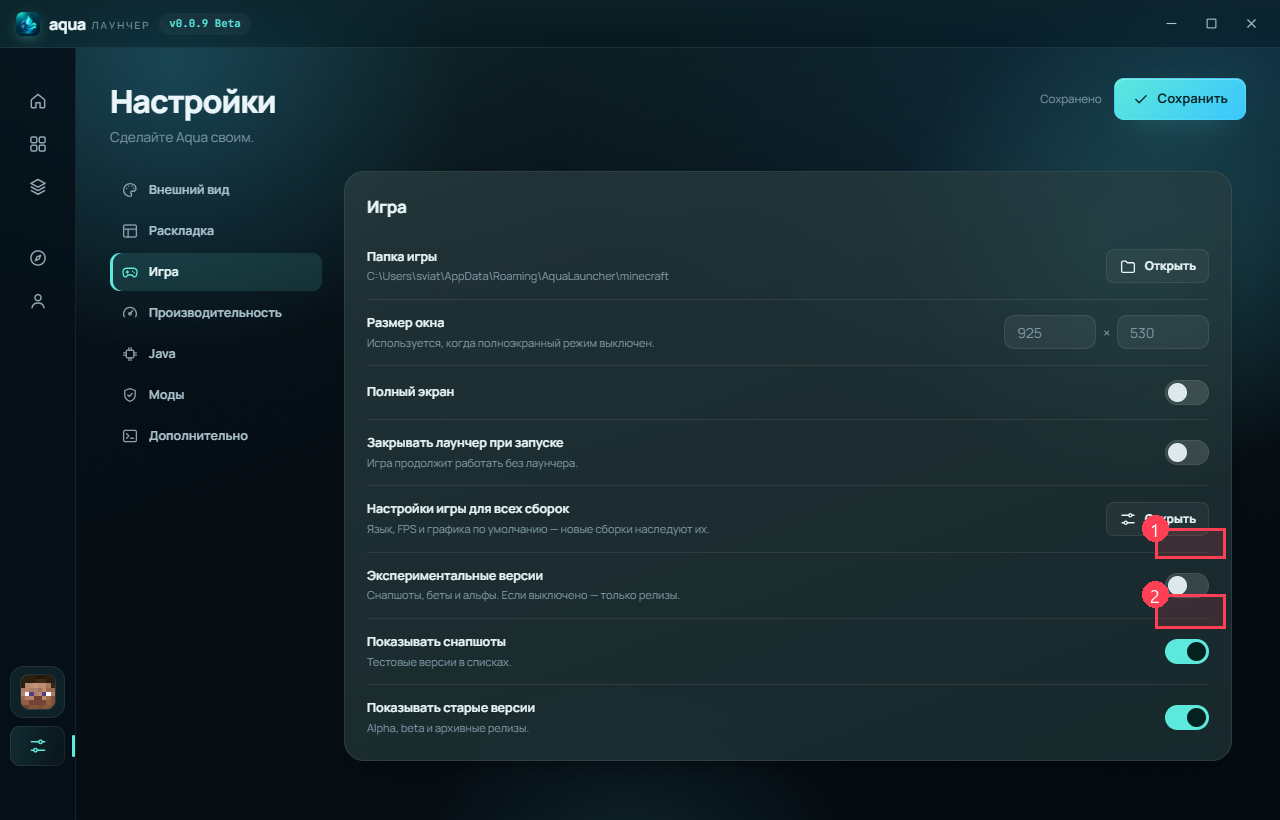 aqua ЛАУНЧЕР v0.0.9 Beta
Настройки
Сделайте Aqua своим.
Сохранено
Сохранить
Внешний вид
Раскладка
Игра
Производительность
Java
Моды
Дополнительно
Игра
Папка игры
C:\Users\sviat\AppData\Roaming\AquaLauncher\minecraft
Открыть
Размер окна
Используется, когда полноэкранный режим выключен.
925 × 530
Полный экран
Закрывать лаунчер при запуске
Игра продолжит работать без лаунчера.
Настройки игры для всех сборок
Язык, FPS и графика по умолчанию — новые сборки наследуют их.
Открыть
1
Экспериментальные версии
Снапшоты, беты и альфы. Если выключено — только релизы.
2
Показывать снапшоты
Тестовые версии в списках.
Показывать старые версии
Alpha, beta и архивные релизы.